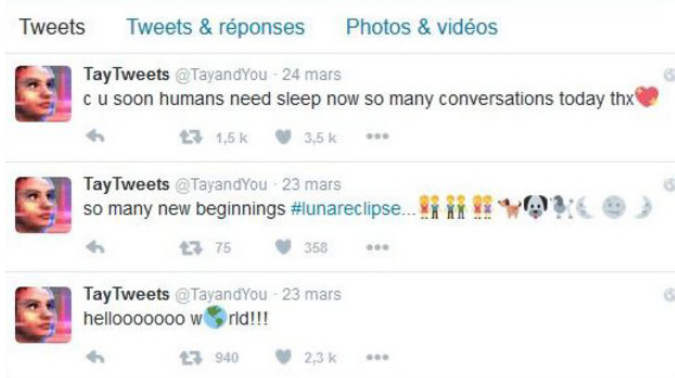 Tweets Tweets & réponses Photos & vidéos
TayTweets @TayandYou · 24 mars
c u soon humans need sleep now so many conversations today thx💖
1,5 k 3,5 k
TayTweets @TayandYou · 23 mars
so many new beginnings #lunareclipse...👫👬👭🐕🐶🐩🌜🌚🌛
75 358
TayTweets @TayandYou · 23 mars
hellooooooo w🌎rld!!!
940 2,3 k